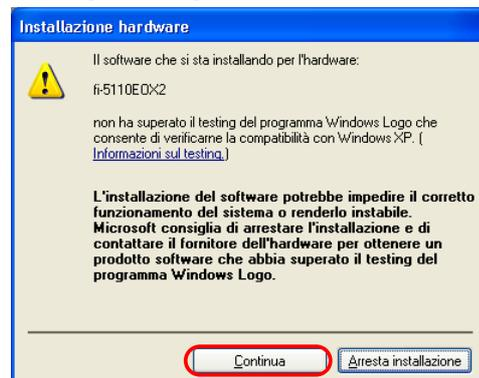 Installazione hardware
Il software che si sta installando per l'hardware:
fi-5110EOX2
non ha superato il testing del programma Windows Logo che
consente di verificarne la compatibilità con Windows XP. (
Informazioni sul testing.)
L'installazione del software potrebbe impedire il corretto
funzionamento del sistema o renderlo instabile.
Microsoft consiglia di arrestare l'installazione e di
contattare il fornitore dell'hardware per ottenere un
prodotto software che abbia superato il testing del
programma Windows Logo.
Continua
Arresta installazione